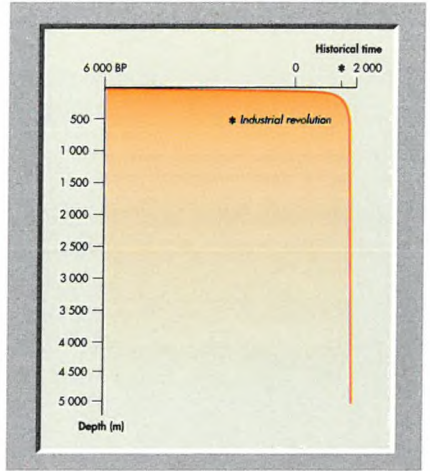 Historical time
6 000 BP 0 * 2 000
* Industrial revolution
500
1 000
1 500
2 000
2 500
3 000
3 500
4 000
4 500
5 000
Depth (m)